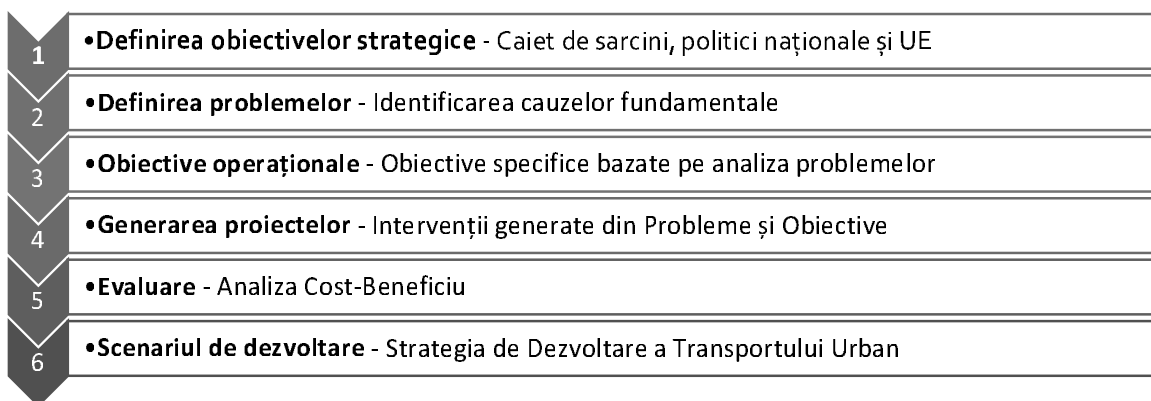 1 •Definirea obiectivelor strategice - Caiet de sarcini, politici naționale și UE
2 •Definirea problemelor - Identificarea cauzelor fundamentale
3 •Obiective operaționale - Obiective specifice bazate pe analiza problemelor
4 •Generarea proiectelor - Intervenții generate din Probleme și Obiective
5 •Evaluare - Analiza Cost-Beneficiu
6 •Scenariul de dezvoltare - Strategia de Dezvoltare a Transportului Urban